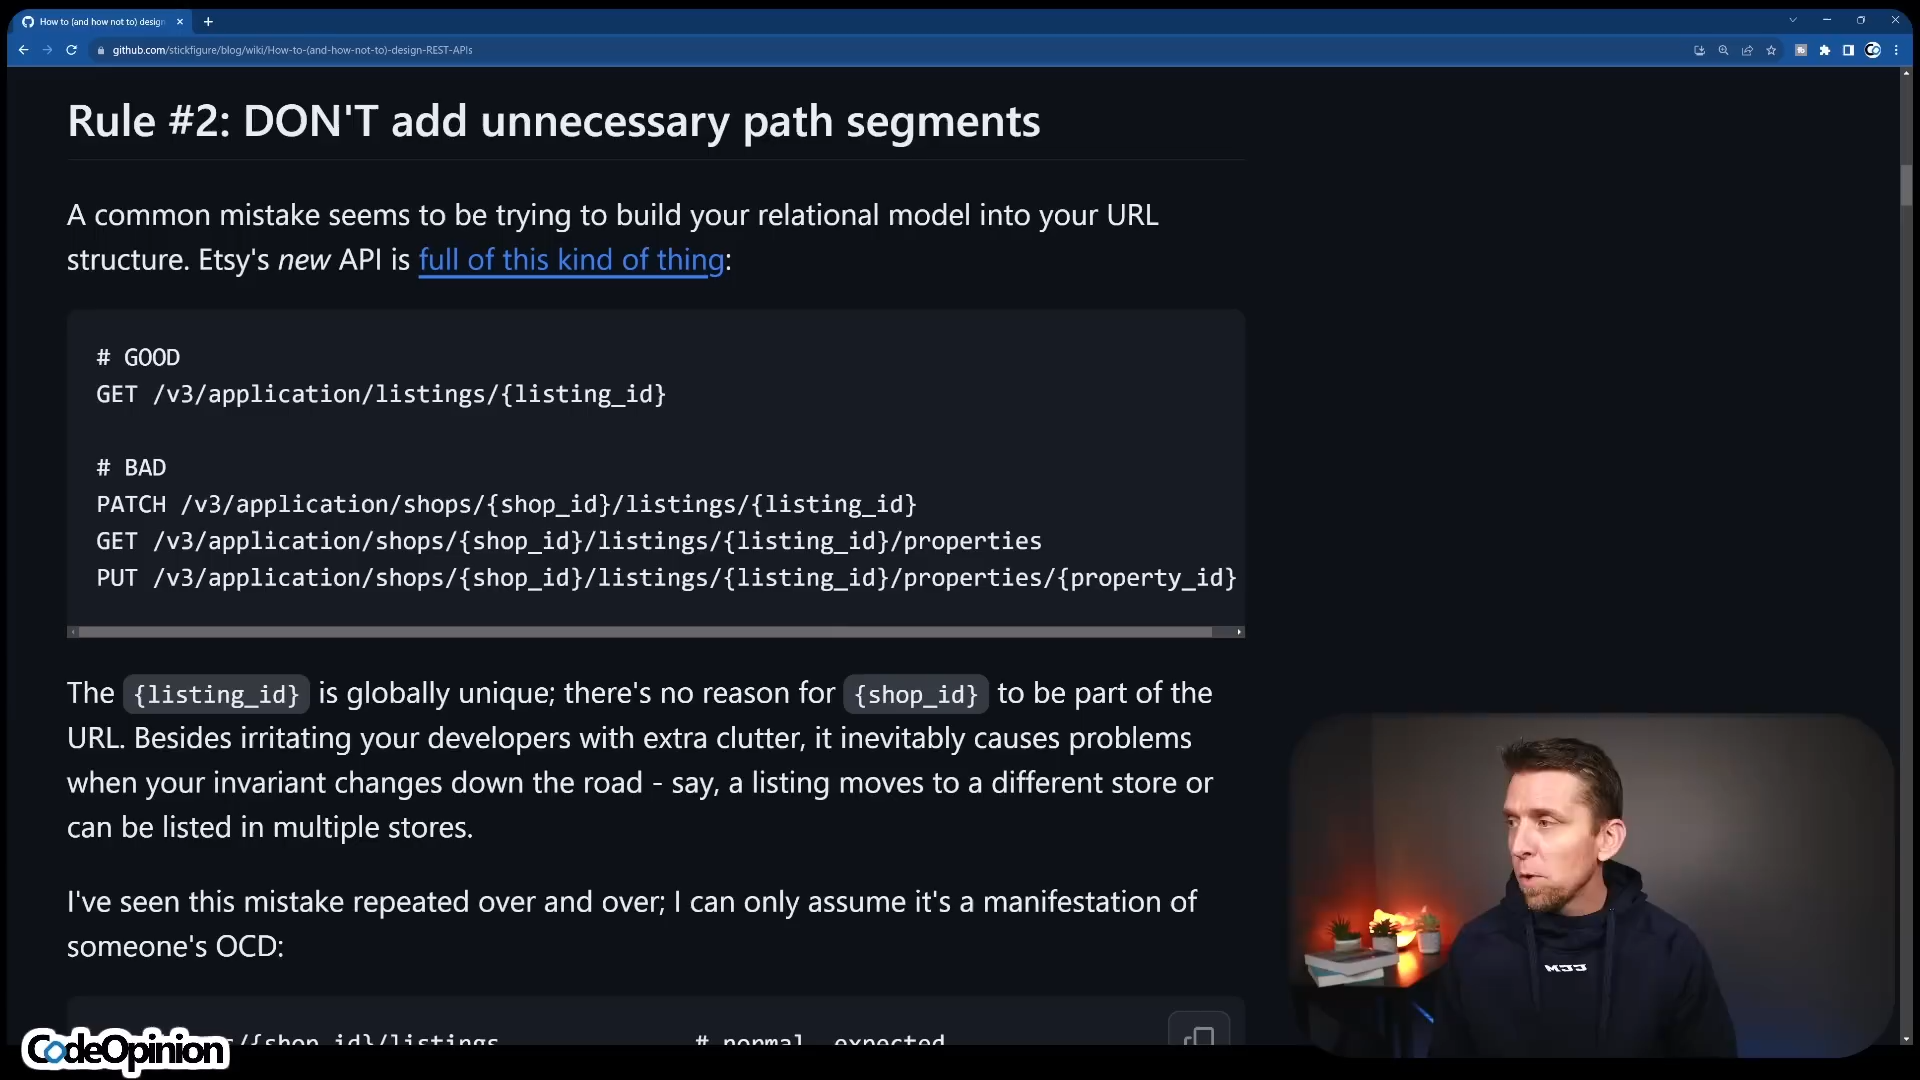 How to (and how not to) design
github.com/stickfigure/blog/wiki/How-to-(and-how-not-to)-design-REST-APIs
Rule #2: DON'T add unnecessary path segments
A common mistake seems to be trying to build your relational model into your URL
structure. Etsy's new API is full of this kind of thing:
# GOOD
GET /v3/application/listings/{listing_id}
# BAD
PATCH /v3/application/shops/{shop_id}/listings/{listing_id}
GET /v3/application/shops/{shop_id}/listings/{listing_id}/properties
PUT /v3/application/shops/{shop_id}/listings/{listing_id}/properties/{property_id}
The {listing_id} is globally unique; there's no reason for {shop_id} to be part of the
URL. Besides irritating your developers with extra clutter, it inevitably causes problems
when your invariant changes down the road - say, a listing moves to a different store or
can be listed in multiple stores.
I've seen this mistake repeated over and over; I can only assume it's a manifestation of
someone's OCD:
/{shop_id}/listings # normal, expected
CodeOpinion